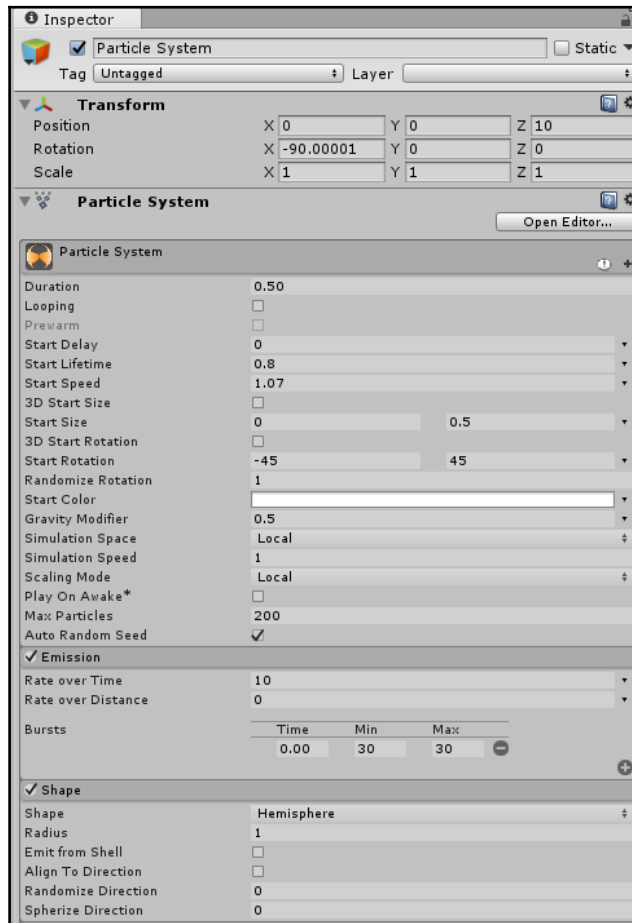 Inspector
Particle System Static
Tag Untagged Layer
Transform
Position X 0 Y 0 Z 10
Rotation X -90.00001 Y 0 Z 0
Scale X 1 Y 1 Z 1
Particle System
Open Editor...
Particle System
Duration 0.50
Looping
Prewarm
Start Delay 0
Start Lifetime 0.8
Start Speed 1.07
3D Start Size
Start Size 0 0.5
3D Start Rotation
Start Rotation -45 45
Randomize Rotation 1
Start Color
Gravity Modifier 0.5
Simulation Space Local
Simulation Speed 1
Scaling Mode Local
Play On Awake*
Max Particles 200
Auto Random Seed
Emission
Rate over Time 10
Rate over Distance 0
Bursts Time Min Max
0.00 30 30
Shape
Shape Hemisphere
Radius 1
Emit from Shell
Align To Direction
Randomize Direction 0
Spherize Direction 0